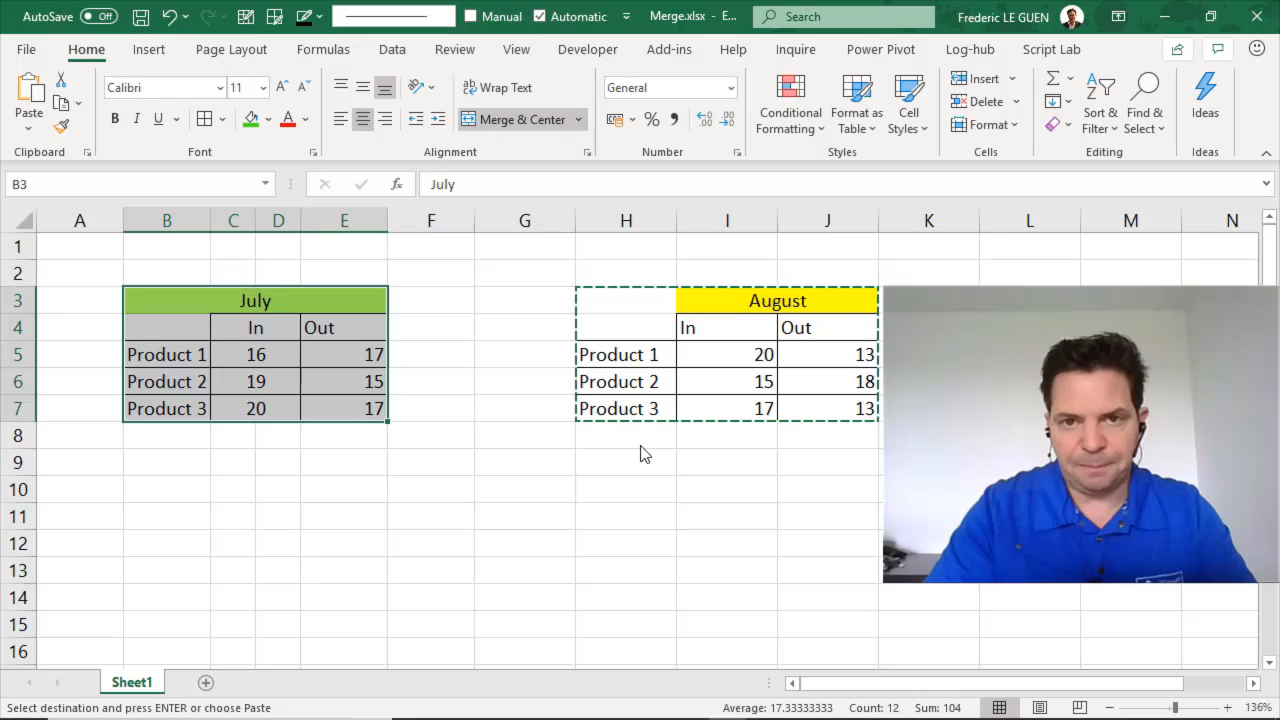 AutoSave Off Manual Automatic Merge.xlsx - E... Search Frederic LE GUEN
File Home Insert Page Layout Formulas Data Review View Developer Add-ins Help Inquire Power Pivot Log-hub Script Lab
Paste
Calibri 11
B I U A
Wrap Text
Merge & Center
General
%
Conditional Formatting
Format as Table
Cell Styles
Insert
Delete
Format
Sort & Filter
Find & Select
Ideas
Clipboard Font Alignment Number Styles Cells Editing Ideas
B3 fx July
A B C D E F G H I J K L M N
1
2
3 July August
4 In Out In Out
5 Product 1 16 17 Product 1 20 13
6 Product 2 19 15 Product 2 15 18
7 Product 3 20 17 Product 3 17 13
8
9
10
11
12
13
14
15
16
Sheet1
Select destination and press ENTER or choose Paste Average: 17.33333333 Count: 12 Sum: 104 136%